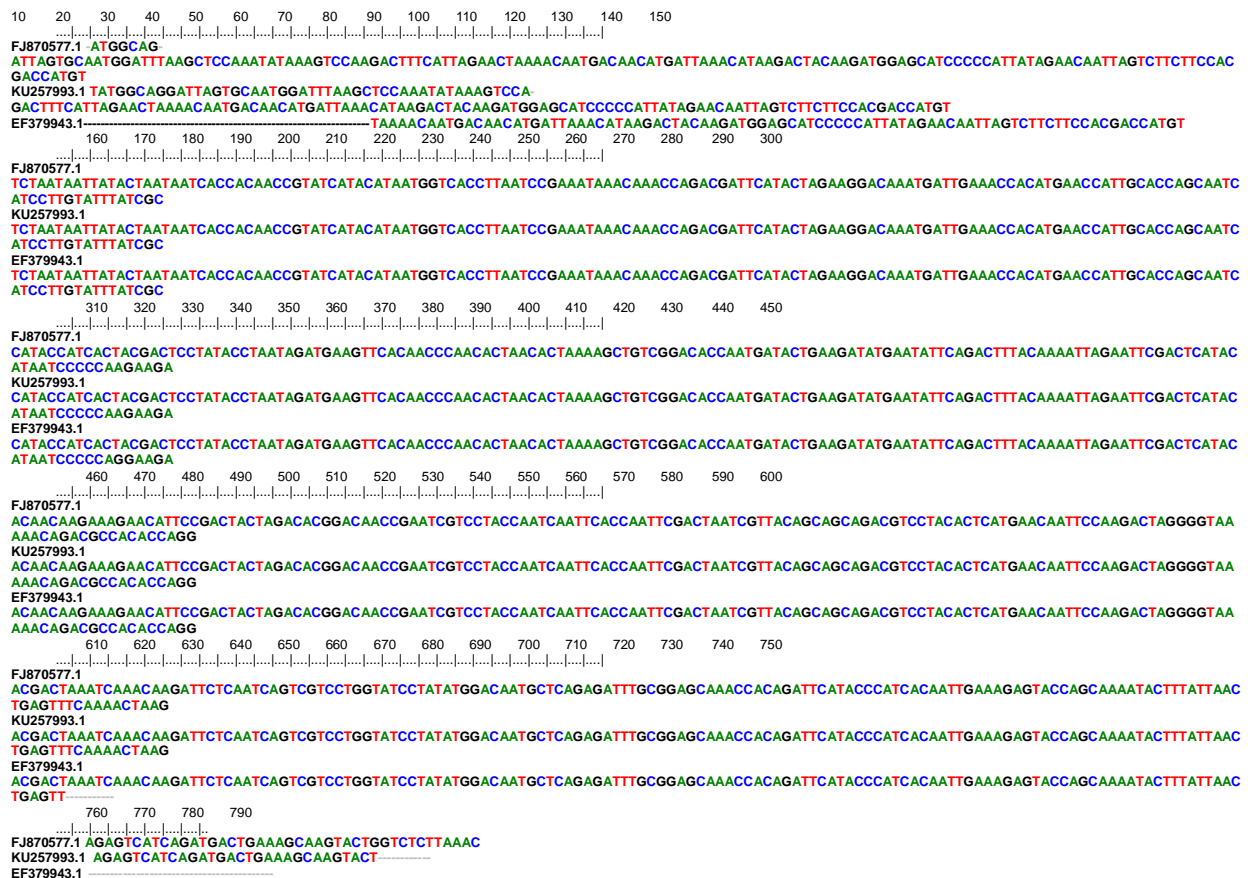 10 20 30 40 50 60 70 80 90 100 110 120 130 140 150
....|....|....|....|....|....|....|....|....|....|....|....|....|....|....|....|....|....|....|....|....|....|....|....|....|....|....|....|....|....|
FJ870577.1 -ATGGCAG-
ATTAGTGCAATGGATTTAAGCTCCAAATATAAAGTCCAAGACTTTCATTAGAACTAAAACAATGACAACATGATTAAACATAAGACTACAAGATGGAGCATCCCCCATTATAGAACAATTAGTCTTCTTCCAC
GACCATGT
KU257993.1 TATGGCAGGATTAGTGCAATGGATTTAAGCTCCAAATATAAAGTCCA-
GACTTTCATTAGAACTAAAACAATGACAACATGATTAAACATAAGACTACAAGATGGAGCATCCCCCATTATAGAACAATTAGTCTTCTTCCACGACCATGT
EF379943.1-----------------------------------------------------------------TAAAACAATGACAACATGATTAAACATAAGACTACAAGATGGAGCATCCCCCATTATAGAACAATTAGTCTTCTTCCACGACCATGT
160 170 180 190 200 210 220 230 240 250 260 270 280 290 300
....|....|....|....|....|....|....|....|....|....|....|....|....|....|....|....|....|....|....|....|....|....|....|....|....|....|....|....|....|....|
FJ870577.1
TCTAATAATTATACTAATAATCACCACAACCGTATCATACATAATGGTCACCTTAATCCGAAATAAACAAACCAGACGATTCATACTAGAAGGACAAATGATTGAAACCACATGAACCATTGCACCAGCAATC
ATCCTTGTATTTATCGC
KU257993.1
TCTAATAATTATACTAATAATCACCACAACCGTATCATACATAATGGTCACCTTAATCCGAAATAAACAAACCAGACGATTCATACTAGAAGGACAAATGATTGAAACCACATGAACCATTGCACCAGCAATC
ATCCTTGTATTTATCGC
EF379943.1
TCTAATAATTATACTAATAATCACCACAACCGTATCATACATAATGGTCACCTTAATCCGAAATAAACAAACCAGACGATTCATACTAGAAGGACAAATGATTGAAACCACATGAACCATTGCACCAGCAATC
ATCCTTGTATTTATCGC
310 320 330 340 350 360 370 380 390 400 410 420 430 440 450
....|....|....|....|....|....|....|....|....|....|....|....|....|....|....|....|....|....|....|....|....|....|....|....|....|....|....|....|....|....|
FJ870577.1
CATACCATCACTACGACTCCTATACCTAATAGATGAAGTTCACAACCCAACACTAACACTAAAAGCTGTCGGACACCAATGATACTGAAGATATGAATATTCAGACTTTACAAAATTAGAATTCGACTCATAC
ATAATCCCCCAAGAAGA
KU257993.1
CATACCATCACTACGACTCCTATACCTAATAGATGAAGTTCACAACCCAACACTAACACTAAAAGCTGTCGGACACCAATGATACTGAAGATATGAATATTCAGACTTTACAAAATTAGAATTCGACTCATAC
ATAATCCCCCAAGAAGA
EF379943.1
CATACCATCACTACGACTCCTATACCTAATAGATGAAGTTCACAACCCAACACTAACACTAAAAGCTGTCGGACACCAATGATACTGAAGATATGAATATTCAGACTTTACAAAATTAGAATTCGACTCATAC
ATAATCCCCCAGGAAGA
460 470 480 490 500 510 520 530 540 550 560 570 580 590 600
....|....|....|....|....|....|....|....|....|....|....|....|....|....|....|....|....|....|....|....|....|....|....|....|....|....|....|....|....|....|
FJ870577.1
ACAACAAGAAAGAACATTCCGACTACTAGACACGGACAACCGAATCGTCCTACCAATCAATTCACCAATTCGACTAATCGTTACAGCAGCAGACGTCCTACACTCATGAACAATTCCAAGACTAGGGGTAA
AAACAGACGCCACACCAGG
KU257993.1
ACAACAAGAAAGAACATTCCGACTACTAGACACGGACAACCGAATCGTCCTACCAATCAATTCACCAATTCGACTAATCGTTACAGCAGCAGACGTCCTACACTCATGAACAATTCCAAGACTAGGGGTAA
AAACAGACGCCACACCAGG
EF379943.1
ACAACAAGAAAGAACATTCCGACTACTAGACACGGACAACCGAATCGTCCTACCAATCAATTCACCAATTCGACTAATCGTTACAGCAGCAGACGTCCTACACTCATGAACAATTCCAAGACTAGGGGTAA
AAACAGACGCCACACCAGG
610 620 630 640 650 660 670 680 690 700 710 720 730 740 750
....|....|....|....|....|....|....|....|....|....|....|....|....|....|....|....|....|....|....|....|....|....|....|....|....|....|....|....|....|....|
FJ870577.1
ACGACTAAATCAAACAAGATTCTCAATCAGTCGTCCTGGTATCCTATATGGACAATGCTCAGAGATTTGCGGAGCAAACCACAGATTCATACCCATCACAATTGAAAGAGTACCAGCAAAATACTTTATTAAC
TGAGTTTCAAAACTAAG
KU257993.1
ACGACTAAATCAAACAAGATTCTCAATCAGTCGTCCTGGTATCCTATATGGACAATGCTCAGAGATTTGCGGAGCAAACCACAGATTCATACCCATCACAATTGAAAGAGTACCAGCAAAATACTTTATTAAC
TGAGTTTCAAAACTAAG
EF379943.1
ACGACTAAATCAAACAAGATTCTCAATCAGTCGTCCTGGTATCCTATATGGACAATGCTCAGAGATTTGCGGAGCAAACCACAGATTCATACCCATCACAATTGAAAGAGTACCAGCAAAATACTTTATTAAC
TGAGTT-----------
760 770 780 790
....|....|....|....|....|....|....|....|..
FJ870577.1 AGAGTCATCAGATGACTGAAAGCAAGTACTGGTCTCTTAAAC
KU257993.1 AGAGTCATCAGATGACTGAAAGCAAGTACT------------
EF379943.1 ------------------------------------------